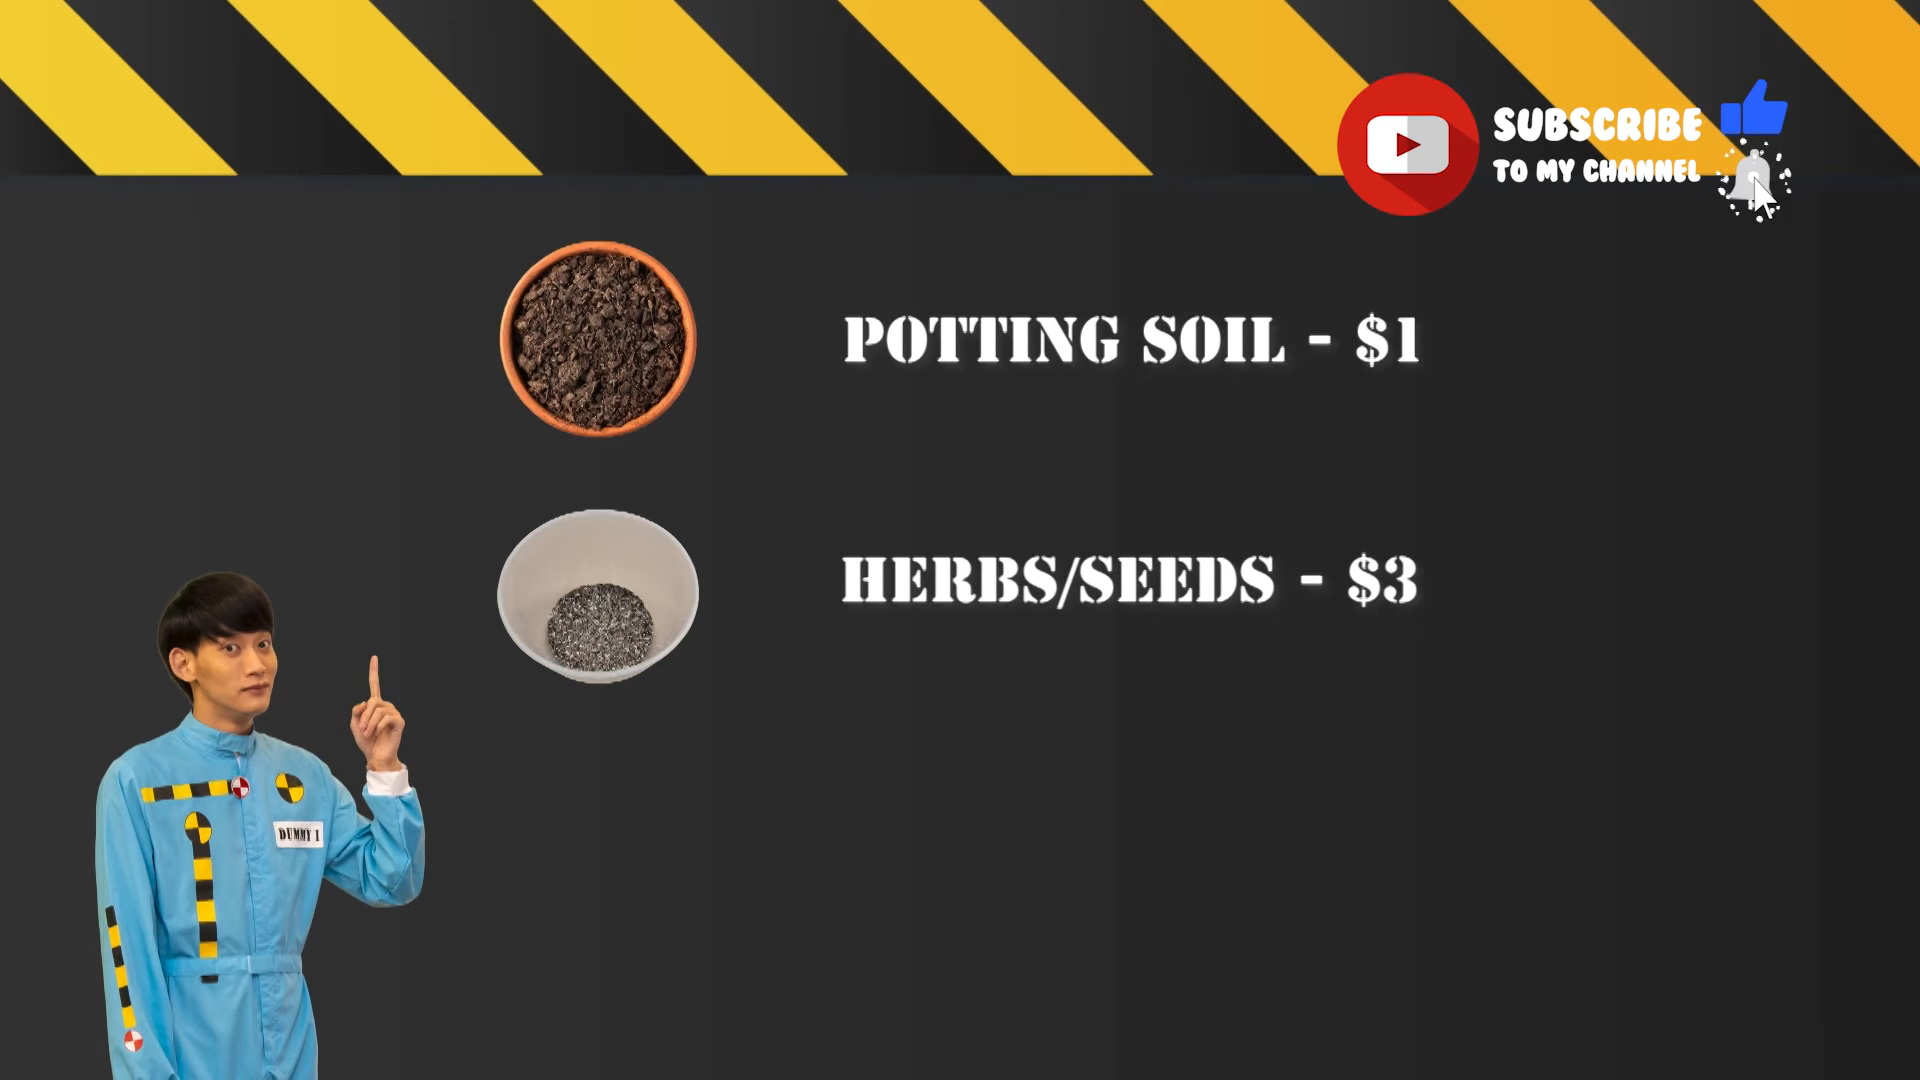 SUBSCRIBE
TO MY CHANNEL
POTTING SOIL - $1
HERBS/SEEDS - $3
DUMMY 1